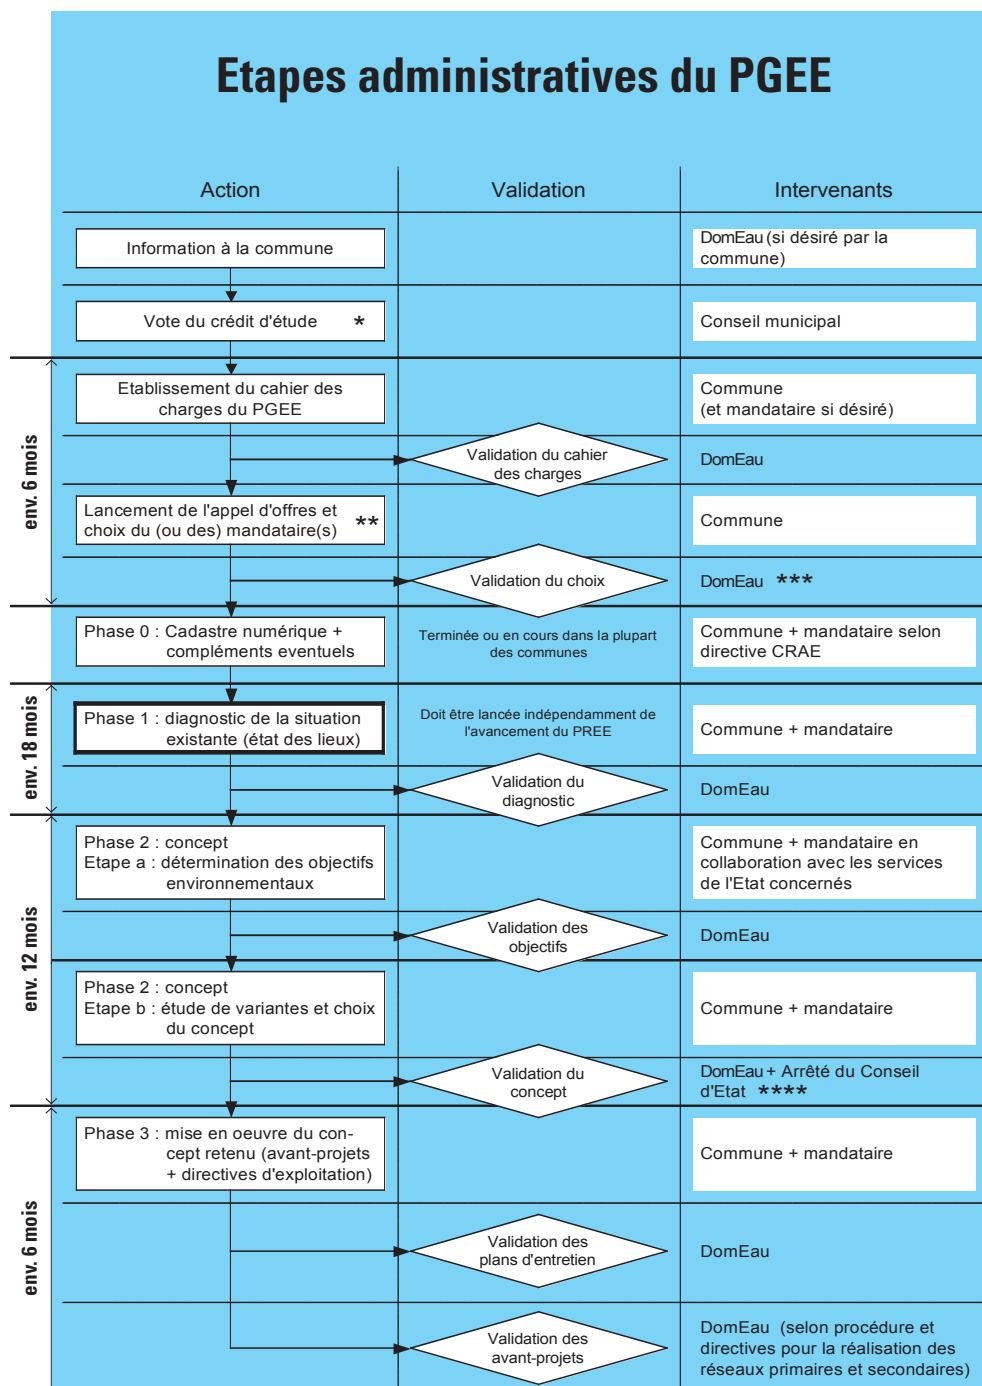 Etapes administratives du PGEE
Action
Validation
Intervenants
Information à la commune
DomEau (si désiré par la
commune)
Vote du crédit d'étude *
Conseil municipal
env. 6 mois
Etablissement du cahier des
charges du PGEE
Commune
(et mandataire si désiré)
Validation du cahier
des charges
DomEau
Lancement de l'appel d'offres et
choix du (ou des) mandataire(s) **
Commune
Validation du choix
DomEau ***
Phase 0 : Cadastre numérique +
compléments eventuels
Terminée ou en cours dans la plupart
des communes
Commune + mandataire selon
directive CRAE
env. 18 mois
Phase 1 : diagnostic de la situation
existante (état des lieux)
Doit être lancée indépendamment de
l'avancement du PREE
Commune + mandataire
Validation du
diagnostic
DomEau
env. 12 mois
Phase 2 : concept
Etape a : détermination des objectifs
environnementaux
Commune + mandataire en
collaboration avec les services
de l'Etat concernés
Validation des
objectifs
DomEau
Phase 2 : concept
Etape b : étude de variantes et choix
du concept
Commune + mandataire
Validation du
concept
DomEau + Arrêté du Conseil
d'Etat ****
env. 6 mois
Phase 3 : mise en oeuvre du con-
cept retenu (avant-projets
+ directives d'exploitation)
Commune + mandataire
Validation des
plans d'entretien
DomEau
Validation des
avant-projets
DomEau (selon procédure et
directives pour la réalisation des
réseaux primaires et secondaires)